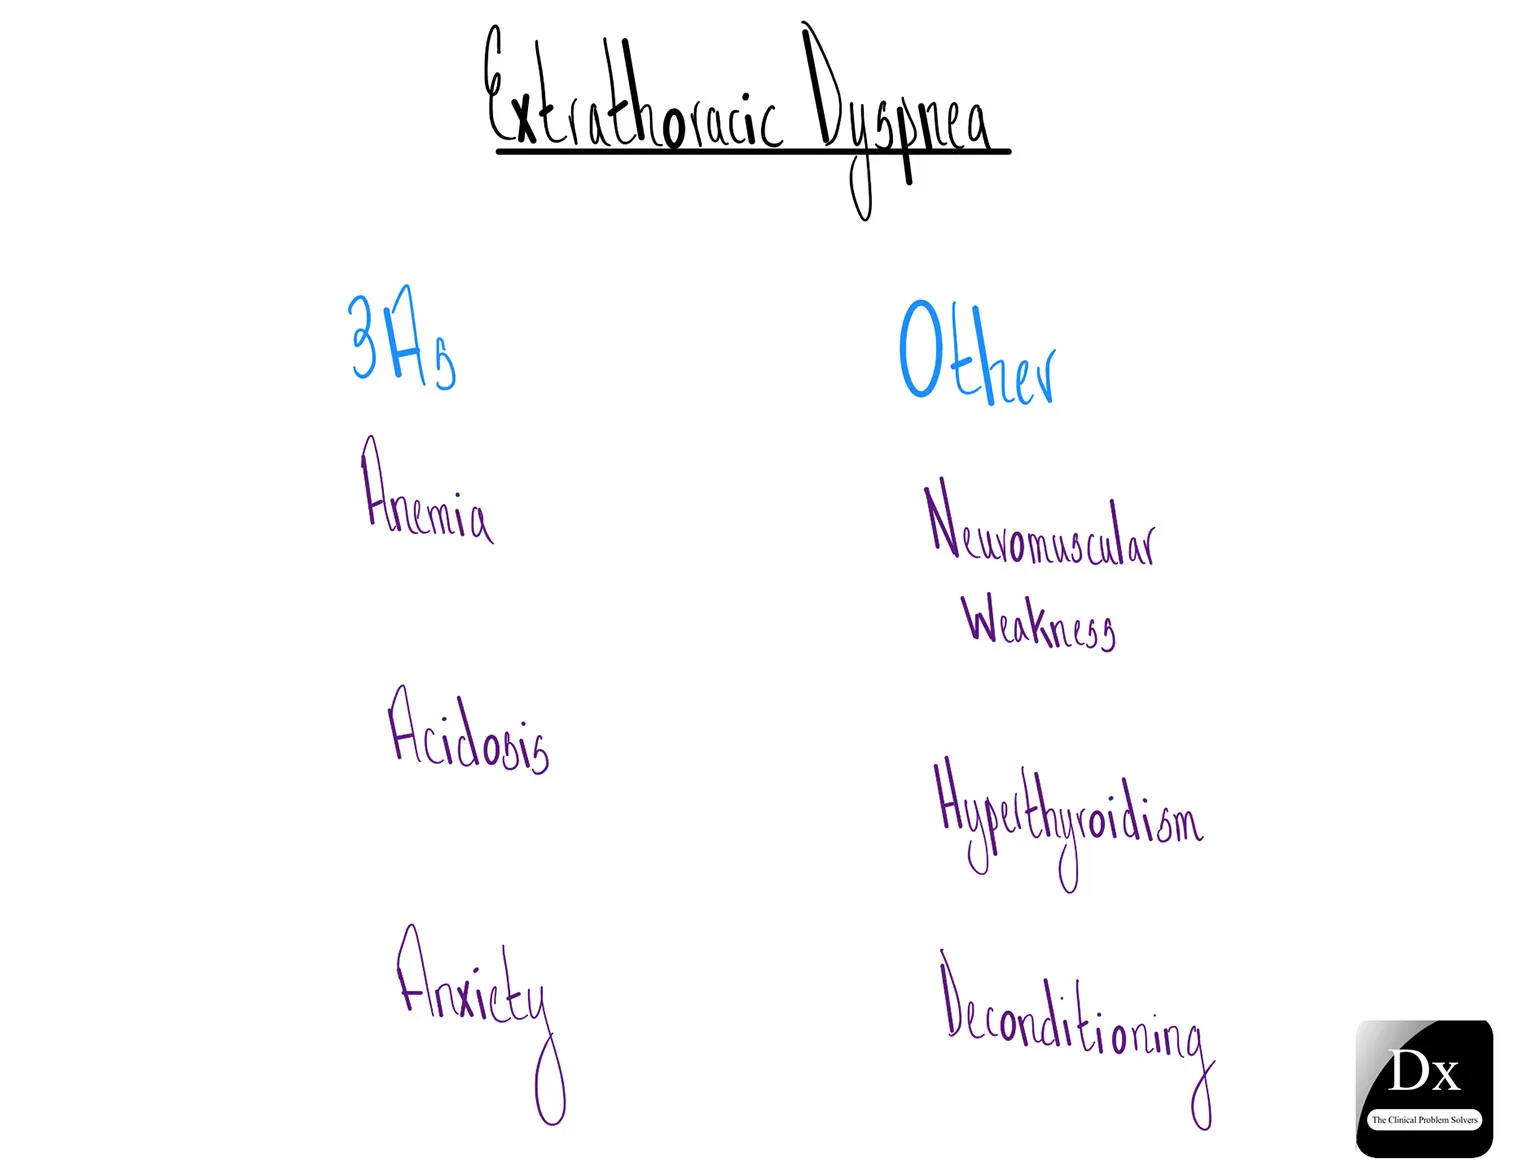 Extrathoracic Dyspnea
3As
Anemia
Acidosis
Anxiety
Other
Neuromuscular
Weakness
Hyperthyroidism
Deconditioning
Dx
The Clinical Problem Solvers